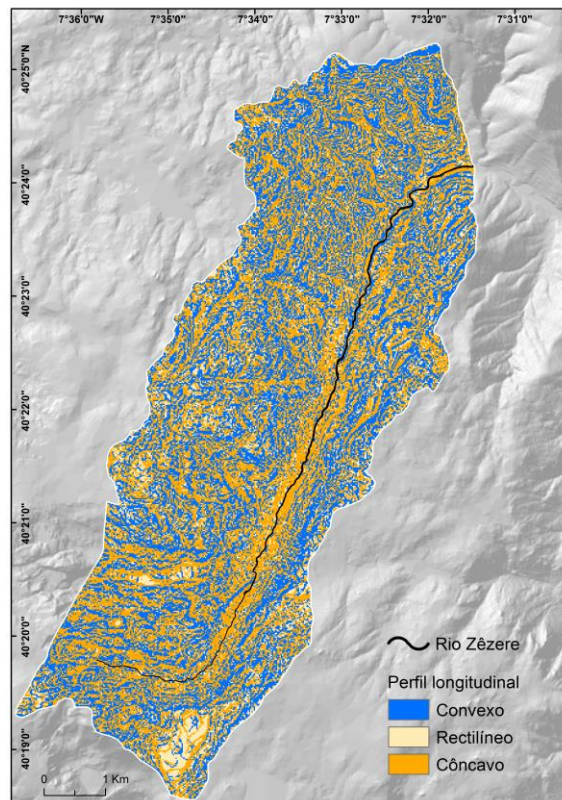 7°36'0"W 7°35'0"W 7°34'0"W 7°33'0"W 7°32'0"W 7°31'0"W
40°25'0"N
40°24'0"N
40°23'0"N
40°22'0"N
40°21'0"N
40°20'0"N
40°19'0"N
Rio Zêzere
Perfil longitudinal
Convexo
Rectilíneo
Côncavo
0 1 Km